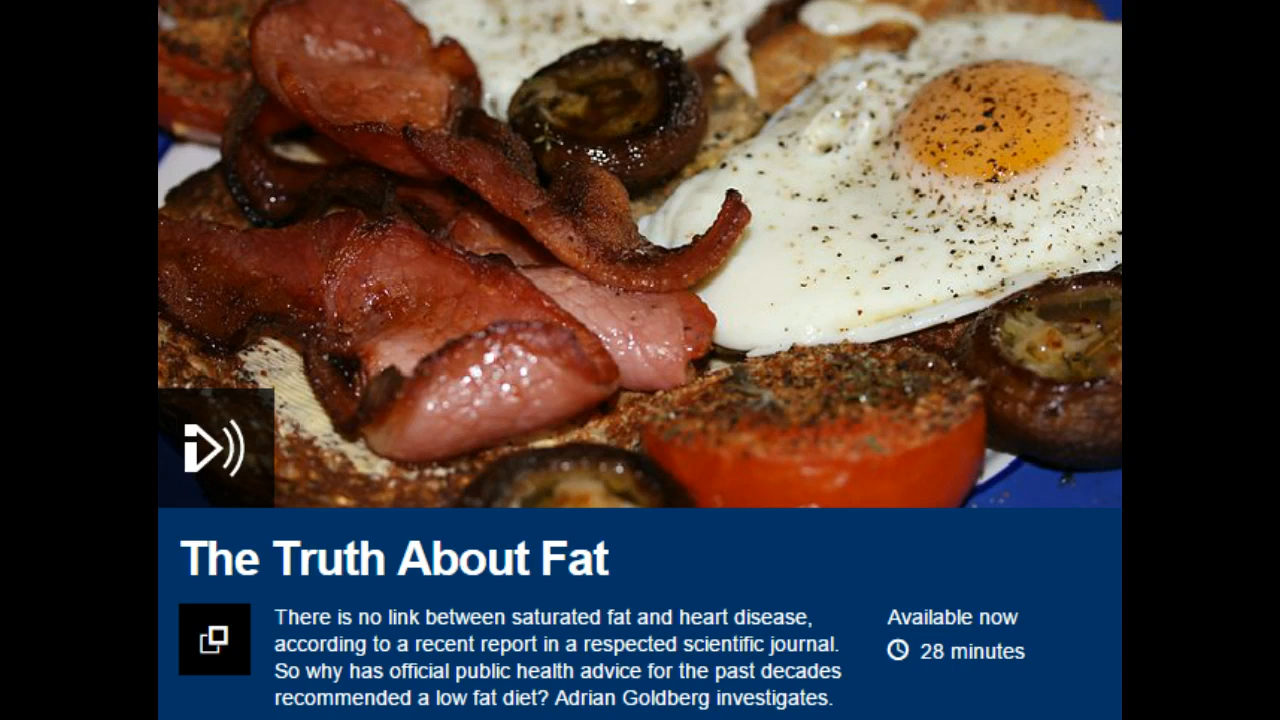 The Truth About Fat
There is no link between saturated fat and heart disease,
according to a recent report in a respected scientific journal.
So why has official public health advice for the past decades
recommended a low fat diet? Adrian Goldberg investigates.
Available now
28 minutes